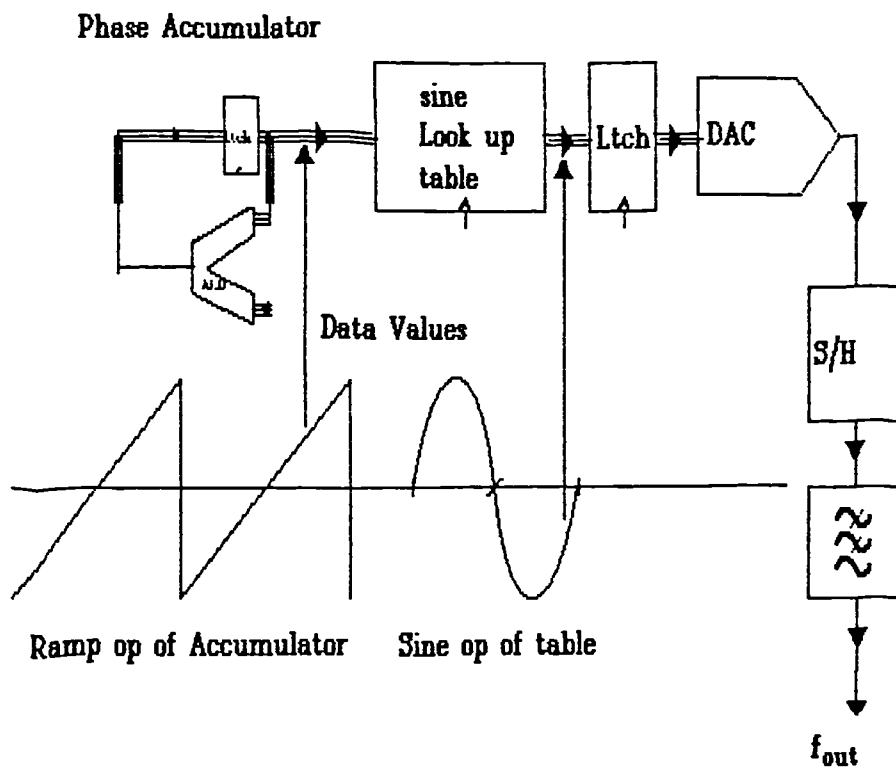 Phase Accumulator
sine
Look up
table
Ltch
DAC
Data Values
S/H
Ramp op of Accumulator
Sine op of table
fout